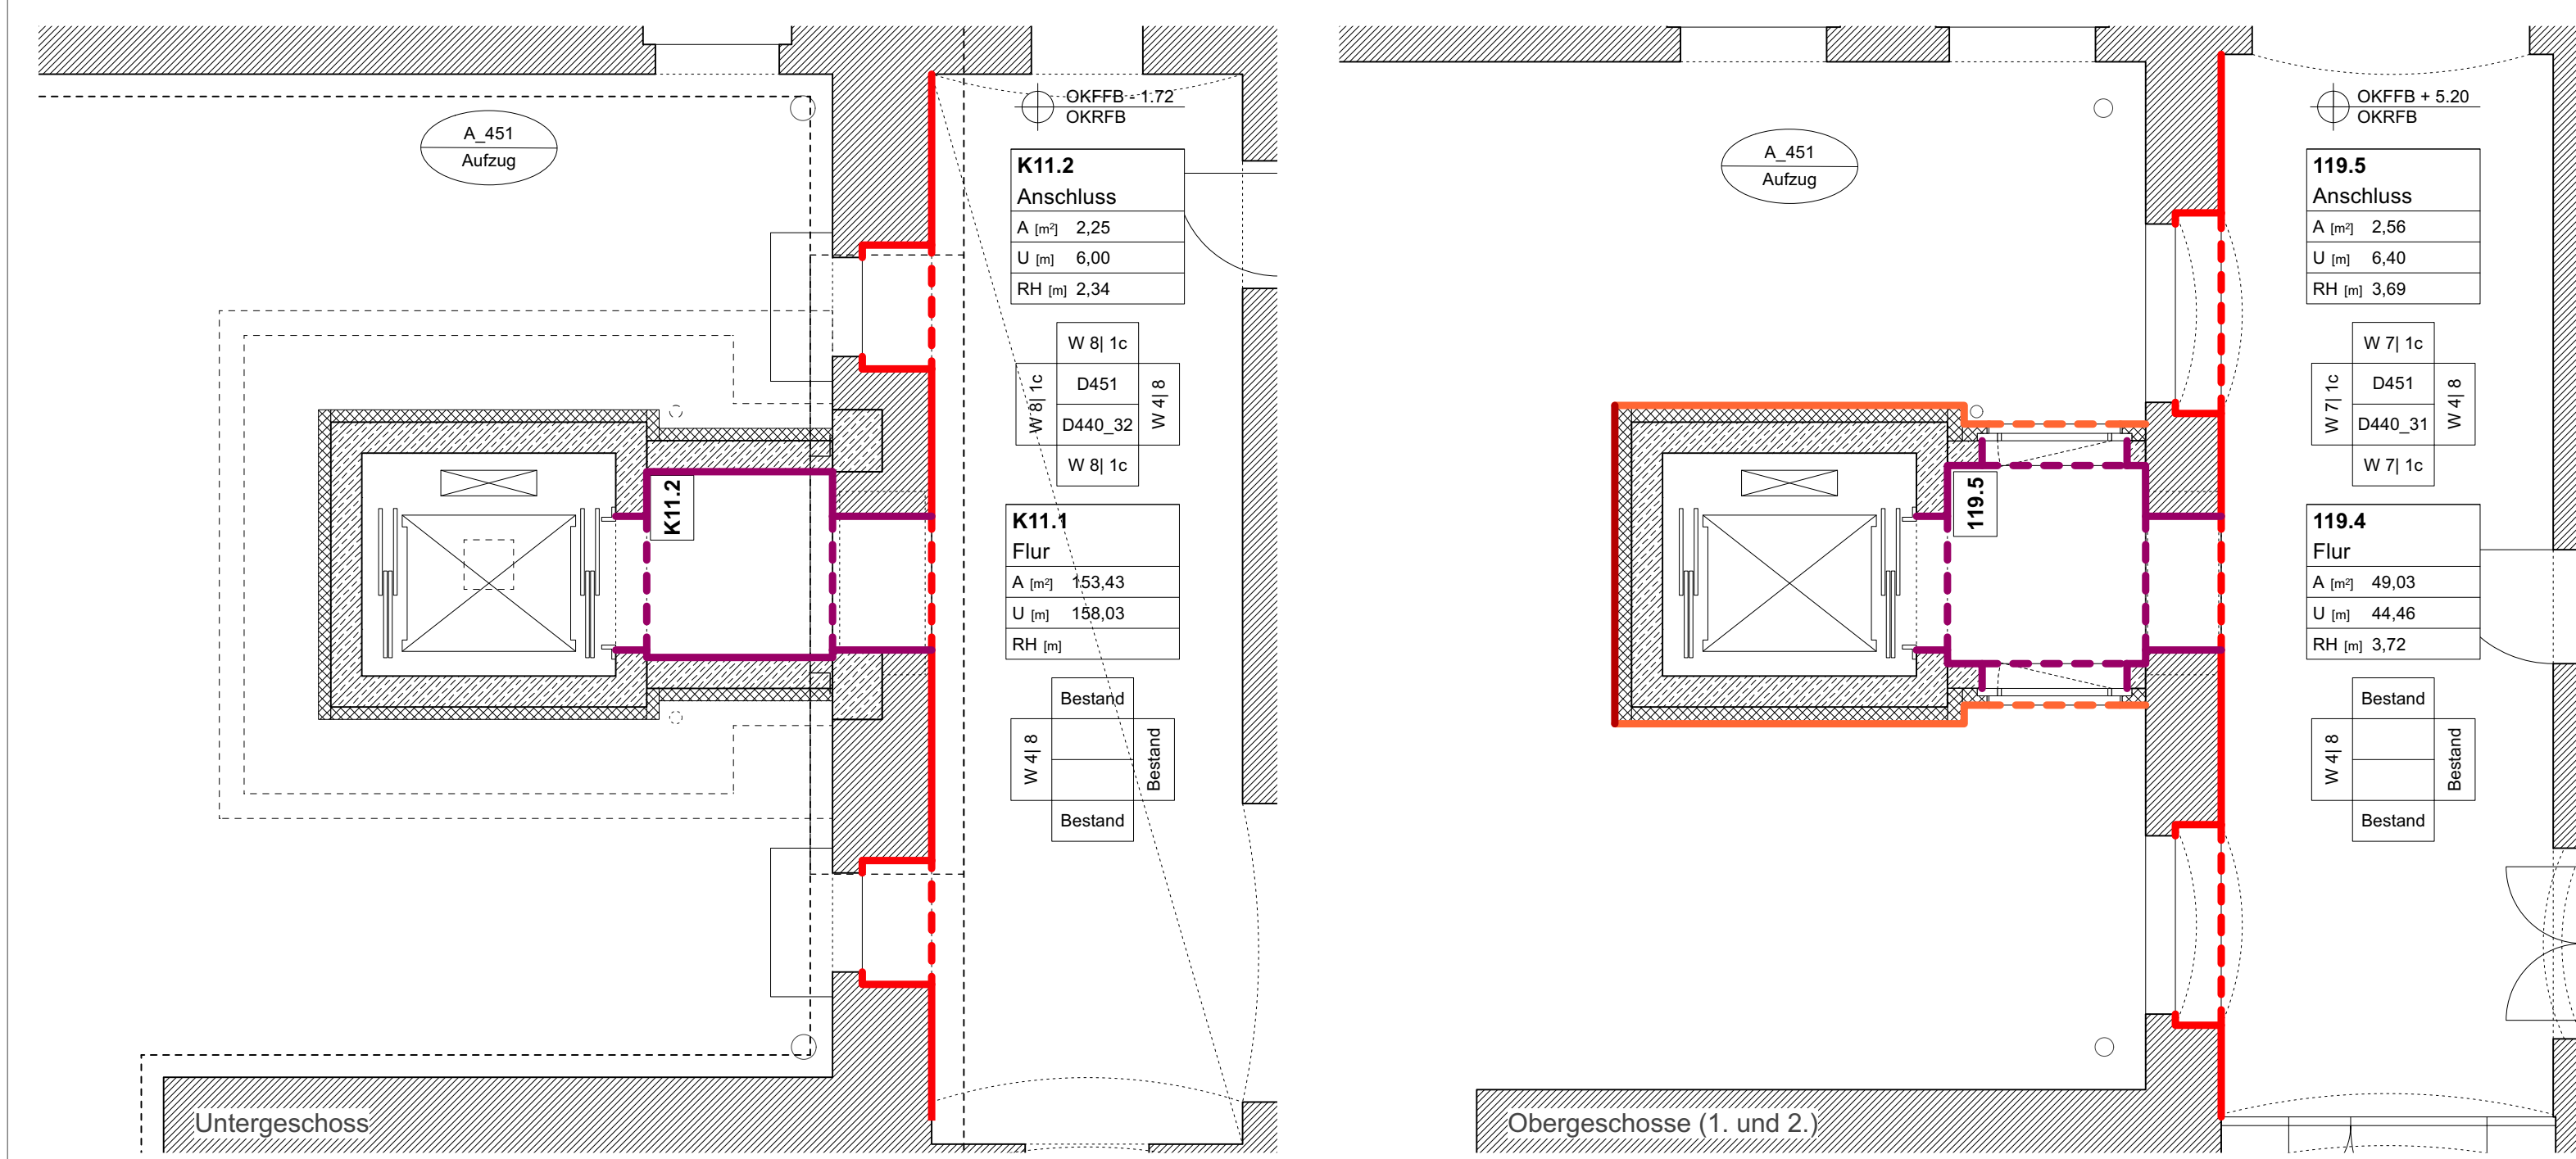 OKFFB - 1.72
OKRFB
A_451
Aufzug
K11.2
Anschluss
A [m²] 2,25
U [m] 6,00
RH [m] 2,34
W 8| 1c
W 8| 1c
D451
W 4| 8
D440_32
W 8| 1c
K11.2
K11.1
Flur
A [m²] 153,43
U [m] 158,03
RH [m]
Bestand
W 4| 8
Bestand
Bestand
Untergeschoss
OKFFB + 5.20
OKRFB
A_451
Aufzug
119.5
Anschluss
A [m²] 2,56
U [m] 6,40
RH [m] 3,69
W 7| 1c
W 7| 1c
D451
W 4| 8
D440_31
W 7| 1c
119.5
119.4
Flur
A [m²] 49,03
U [m] 44,46
RH [m] 3,72
Bestand
W 4| 8
Bestand
Bestand
Obergeschosse (1. und 2.)